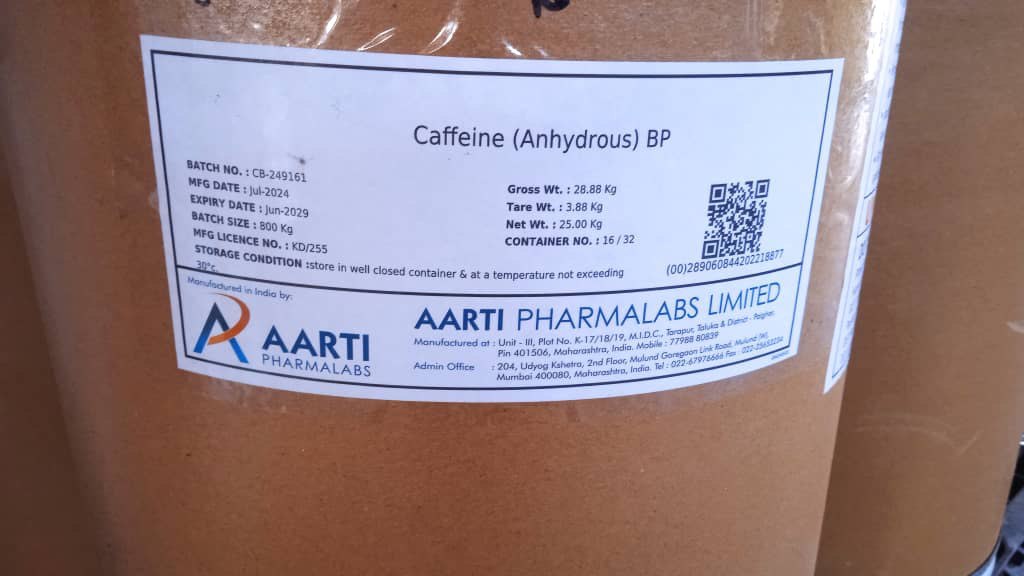 Caffeine (Anhydrous) BP
BATCH NO. : CB-249161
MFG DATE : Jul-2024
EXPIRY DATE : Jun-2029
BATCH SIZE : 800 Kg
MFG LICENCE NO. : KD/255
STORAGE CONDITION :store in well closed container & at a temperature not exceeding
30°c.
Gross Wt. : 28.88 Kg
Tare Wt. : 3.88 Kg
Net Wt. : 25.00 Kg
CONTAINER NO. : 16 / 32
(00)289060844202218877
Manufactured in India by:
AARTI
PHARMALABS
AARTI PHARMALABS LIMITED
Manufactured at : Unit - III, Plot No. K-17/18/19, M.I.D.C., Tarapur, Taluka & District - Palghar,
Pin 401506, Maharashtra, India. Mobile : 77988 80839
Admin Office : 204, Udyog Kshetra, 2nd Floor, Mulund Goregaon Link Road, Mulund (W),
Mumbai 400080, Maharashtra, India. Tel : 022-67976666 Fax : 022-25653234